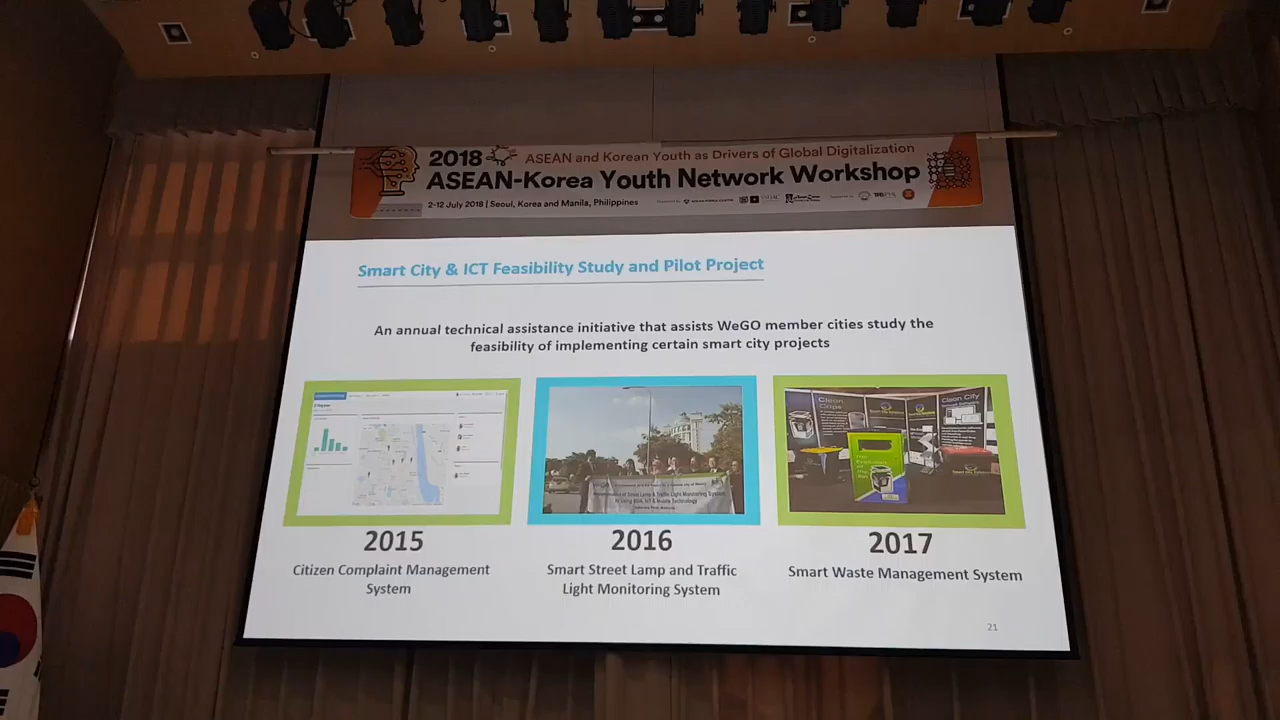 2018
ASEAN and Korean Youth as Drivers of Global Digitalization
ASEAN-Korea Youth Network Workshop
2-12 July 2018 | Seoul, Korea and Manila, Philippines
Smart City & ICT Feasibility Study and Pilot Project
An annual technical assistance initiative that assists WeGO member cities study the
feasibility of implementing certain smart city projects
Clean
Clean City
2015
2016
2017
Citizen Complaint Management
System
Smart Street Lamp and Traffic
Light Monitoring System
Smart Waste Management System
21